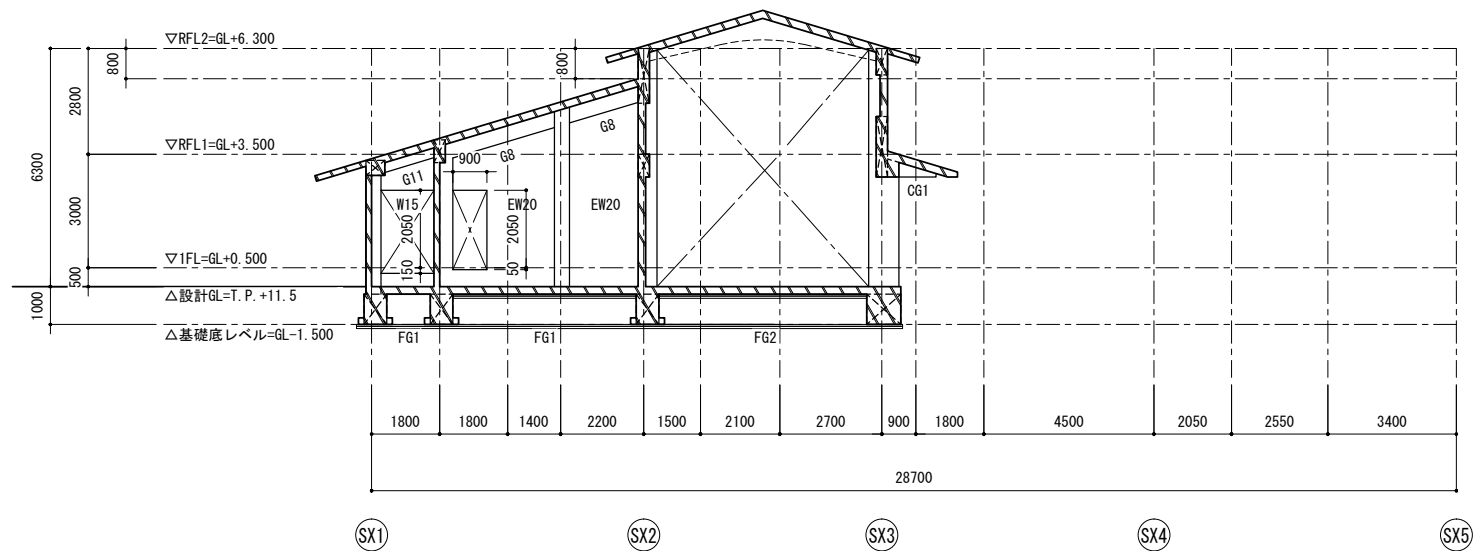 ▽RFL2=GL+6.300
800
800
2800
6300
▽RFL1=GL+3.500
G8
900
G8
G11
CG1
W15
EW20
EW20
3000
2050
2050
▽1FL=GL+0.500
150
50
500
△設計GL=T.P.+11.5
1000
△基礎底レベル=GL-1.500
FG1
FG1
FG2
1800
1800
1400
2200
1500
2100
2700
900
1800
4500
2050
2550
3400
28700
SX1
SX2
SX3
SX4
SX5